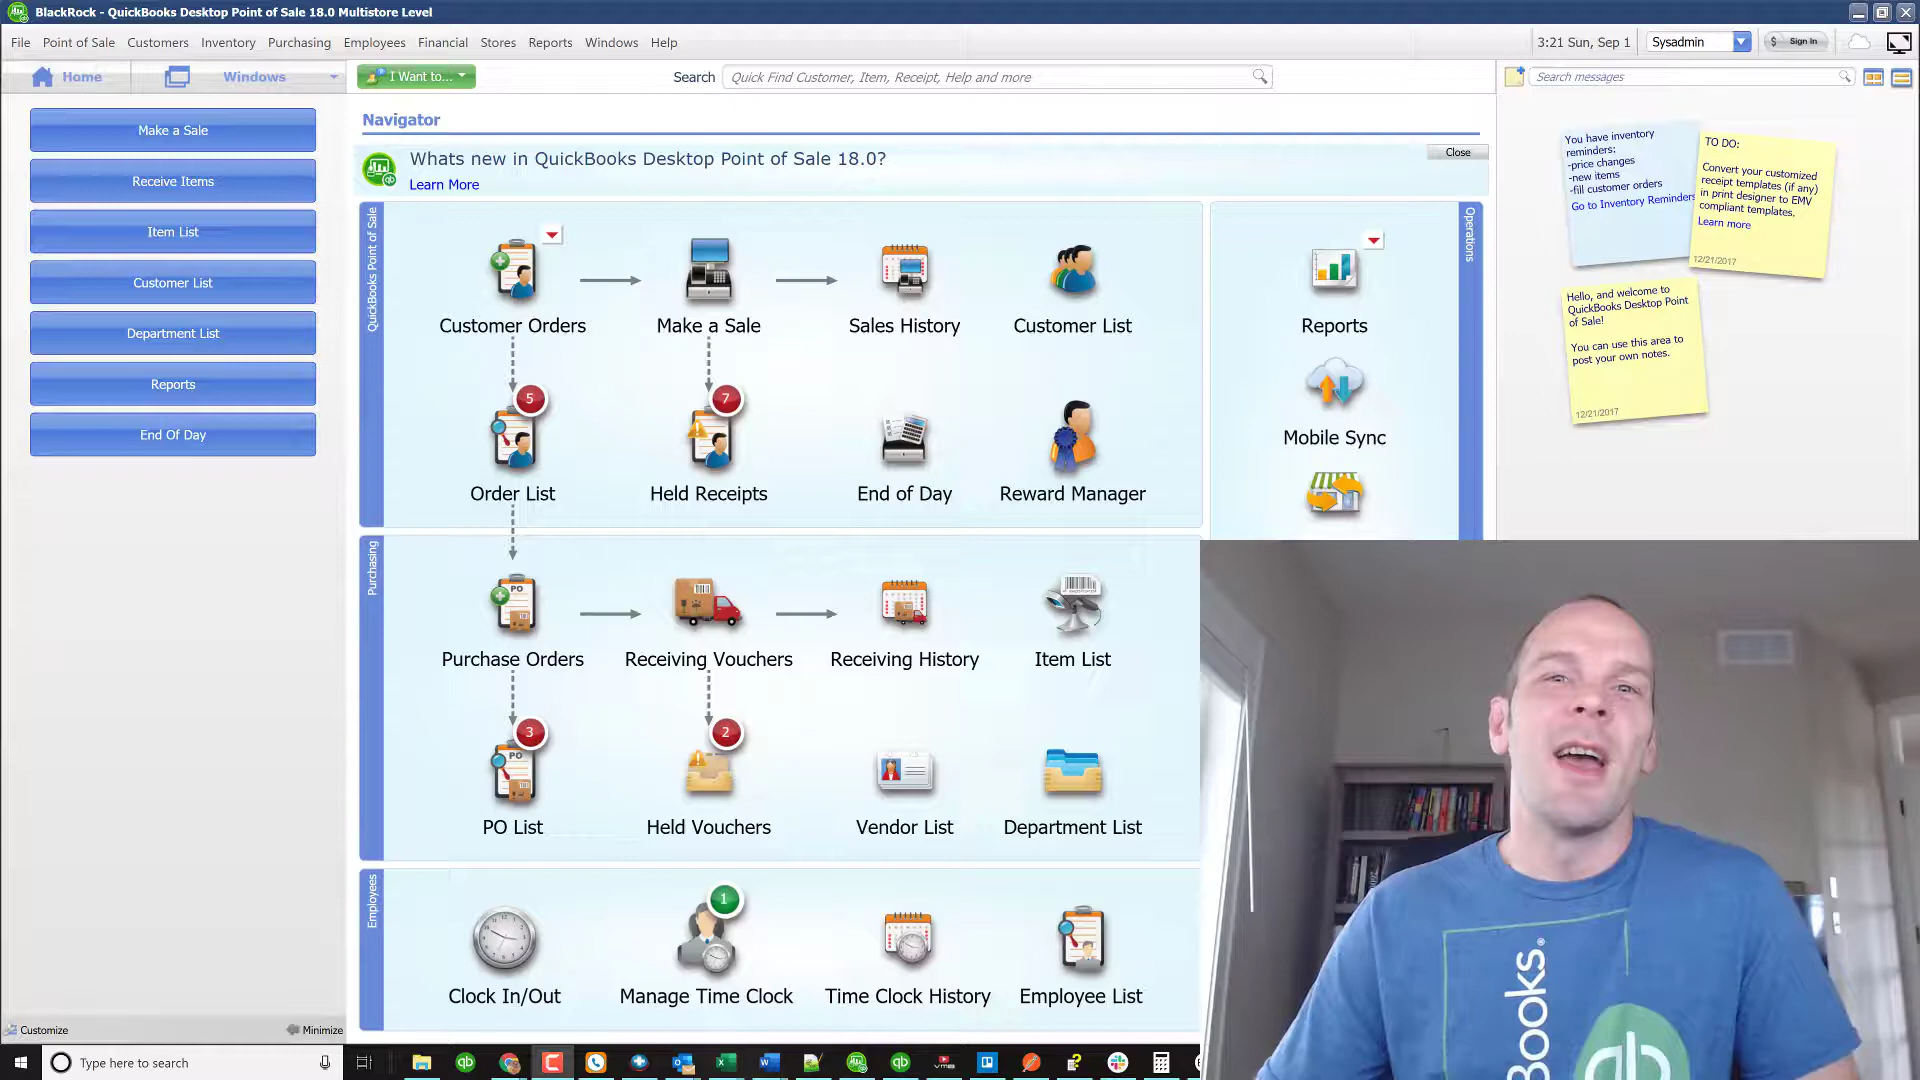 BlackRock - QuickBooks Desktop Point of Sale 18.0 Multistore Level
File Point of Sale Customers Inventory Purchasing Employees Financial Stores Reports Windows Help
3:21 Sun, Sep 1 Sysadmin $ Sign In
Home Windows I Want to... Search Quick Find Customer, Item, Receipt, Help and more
Search messages
Make a Sale
Receive Items
Item List
Customer List
Department List
Reports
End Of Day
Customize Minimize
Navigator
Whats new in QuickBooks Desktop Point of Sale 18.0?
Learn More
Close
QuickBooks Point of Sale
Customer Orders Make a Sale Sales History Customer List
5 7
Order List Held Receipts End of Day Reward Manager
Operations
Reports
Mobile Sync
Purchasing
PO
Purchase Orders Receiving Vouchers Receiving History Item List
3 2
PO
PO List Held Vouchers Vendor List Department List
Employees
1
Clock In/Out Manage Time Clock Time Clock History Employee List
You have inventory
reminders:
-price changes
-new items
-fill customer orders
Go to Inventory Reminders
TO DO:
Convert your customized
receipt templates (if any)
in print designer to EMV
compliant templates.
Learn more
12/21/2017
Hello, and welcome to
QuickBooks Desktop Point
of Sale!
You can use this area to
post your own notes.
12/21/2017
Books.
qb
Type here to search